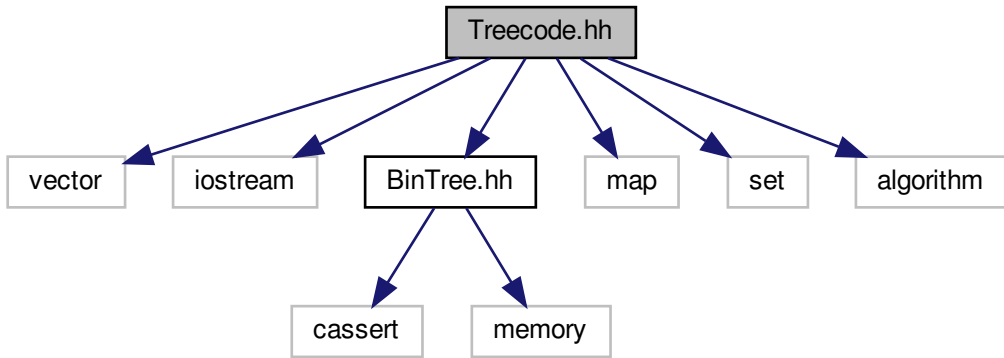 Treecode.hh
vector
iostream
BinTree.hh
map
set
algorithm
cassert
memory